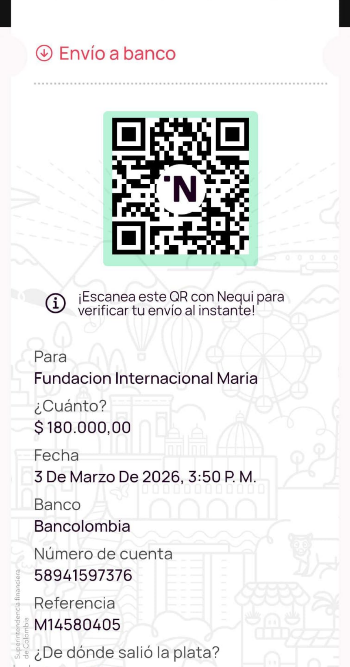 Envío a banco
N
¡Escanea este QR con Nequi para
verificar tu envío al instante!
Para
Fundacion Internacional Maria
¿Cuánto?
$ 180.000,00
Fecha
3 De Marzo De 2026, 3:50 P. M.
Banco
Bancolombia
Número de cuenta
58941597376
Referencia
M14580405
¿De dónde salió la plata?
Superintendencia financiera
de Colombia